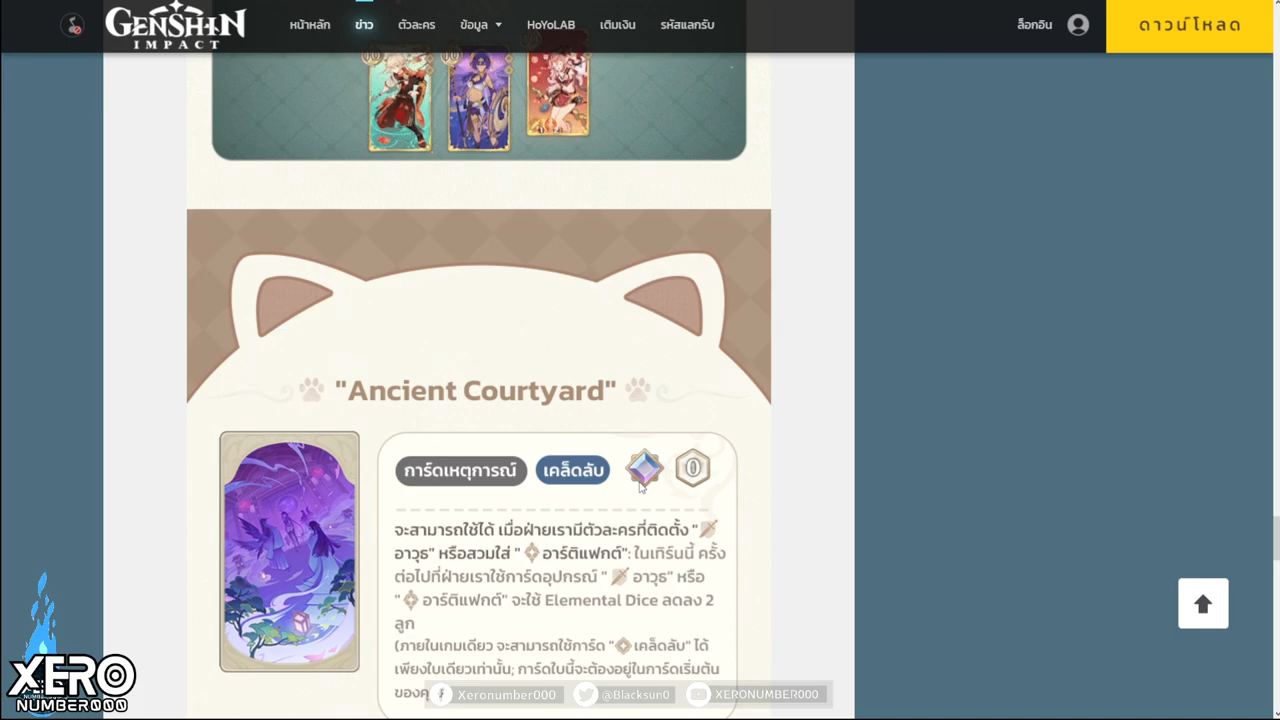 GENSHIN
IMPACT
หน้าหลัก
ข่าว
ตัวละคร
ข้อมูล
HoYoLAB
เติมเงิน
รหัสแลกรับ
ล็อกอิน
ดาวน์โหลด
"Ancient Courtyard"
การ์ดเหตุการณ์
เคล็ดลับ
0
จะสามารถใช้ได้ เมื่อฝ่ายเรามีตัวละครที่ติดตั้ง "
อาวุธ" หรือสวมใส่ " อาร์ติแฟกต์": ในเทิร์นนี้ ครั้ง
ต่อไปที่ฝ่ายเราใช้การ์ดอุปกรณ์ " อาวุธ" หรือ
" อาร์ติแฟกต์" จะใช้ Elemental Dice ลดลง 2
ลูก
(ภายในเกมเดียว จะสามารถใช้การ์ด "เคล็ดลับ" ได้
เพียงใบเดียวเท่านั้น; การ์ดใบนี้จะต้องอยู่ในการ์ดเริ่มต้น
Xeronumber000
@Blacksun0
XERONUMBER000
XERO
NUMBER000